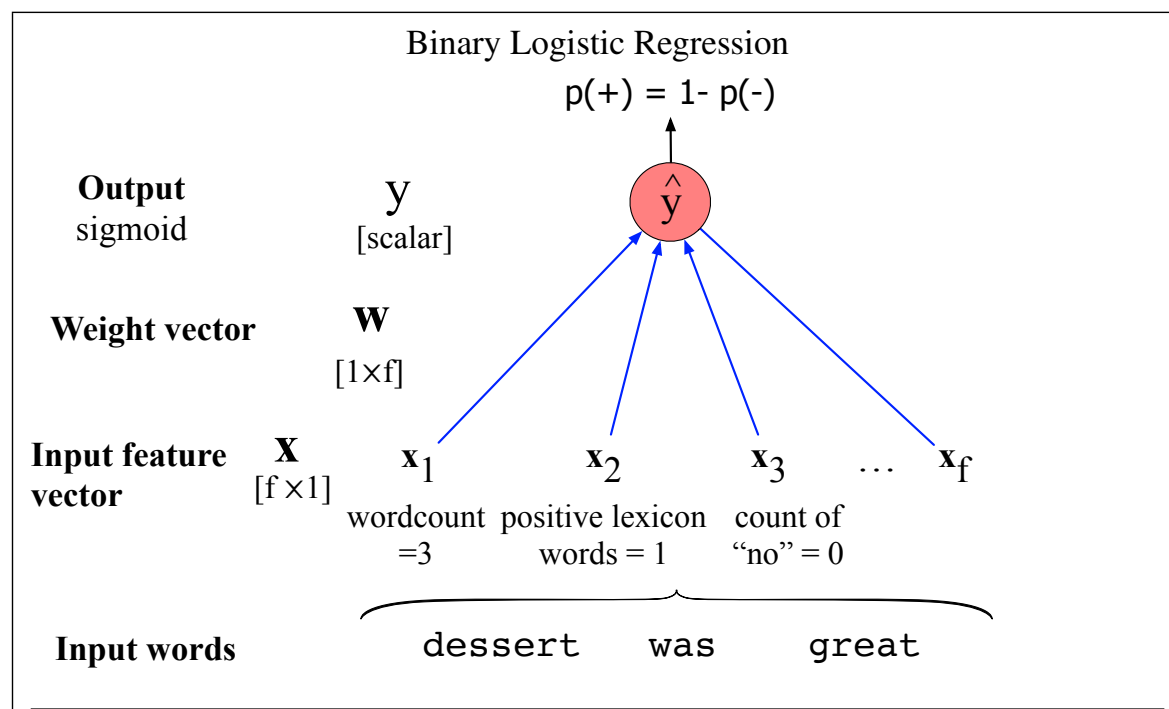 Binary Logistic Regression
p(+) = 1- p(-)
Output
sigmoid
y
[scalar]
ŷ
Weight vector
w
[1×f]
Input feature
vector
x
[f ×1]
x1 x2 x3 … xf
wordcount
=3
positive lexicon
words = 1
count of
“no” = 0
Input words
dessert was great